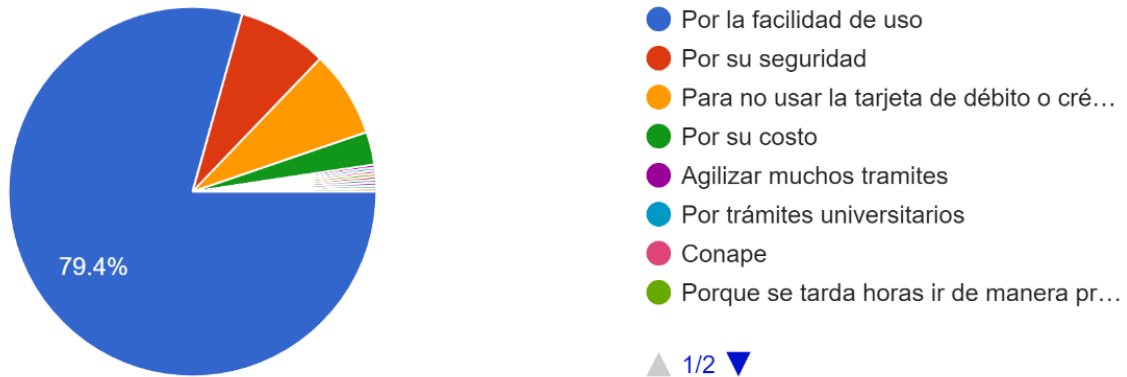 79.4%
Por la facilidad de uso
Por su seguridad
Para no usar la tarjeta de débito o cré…
Por su costo
Agilizar muchos tramites
Por trámites universitarios
Conape
Porque se tarda horas ir de manera pr…
1/2